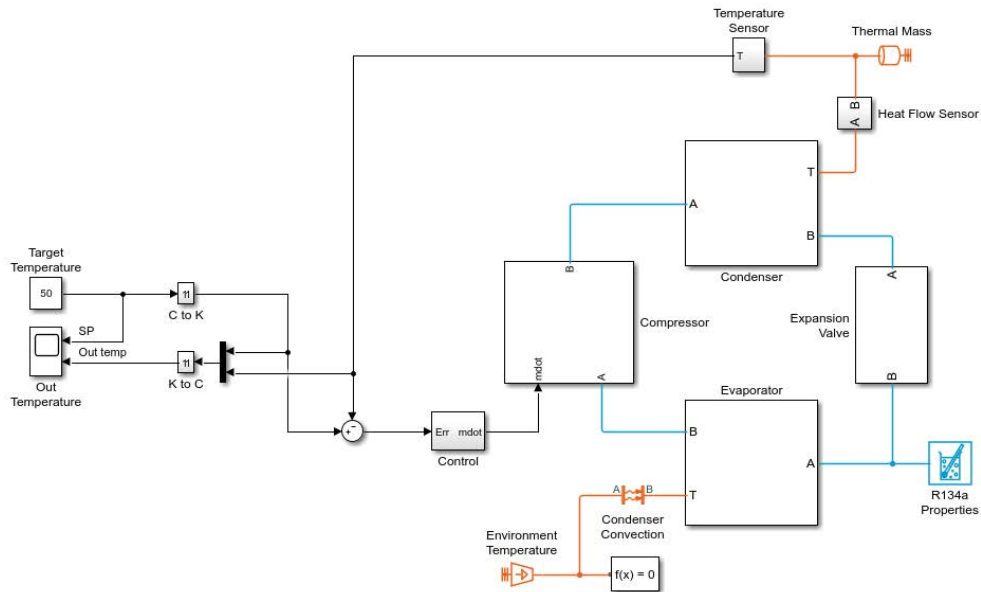 Temperature
Sensor
T
Thermal Mass
B
A
Heat Flow Sensor
T
A
B
Condenser
Target
Temperature
50
C to K
SP
Out temp
K to C
Out
Temperature
B
Compressor
mdot
A
A
Expansion
Valve
B
Err mdot
Control
Evaporator
B
A
T
R134a
Properties
A B
Condenser
Convection
Environment
Temperature
f(x) = 0